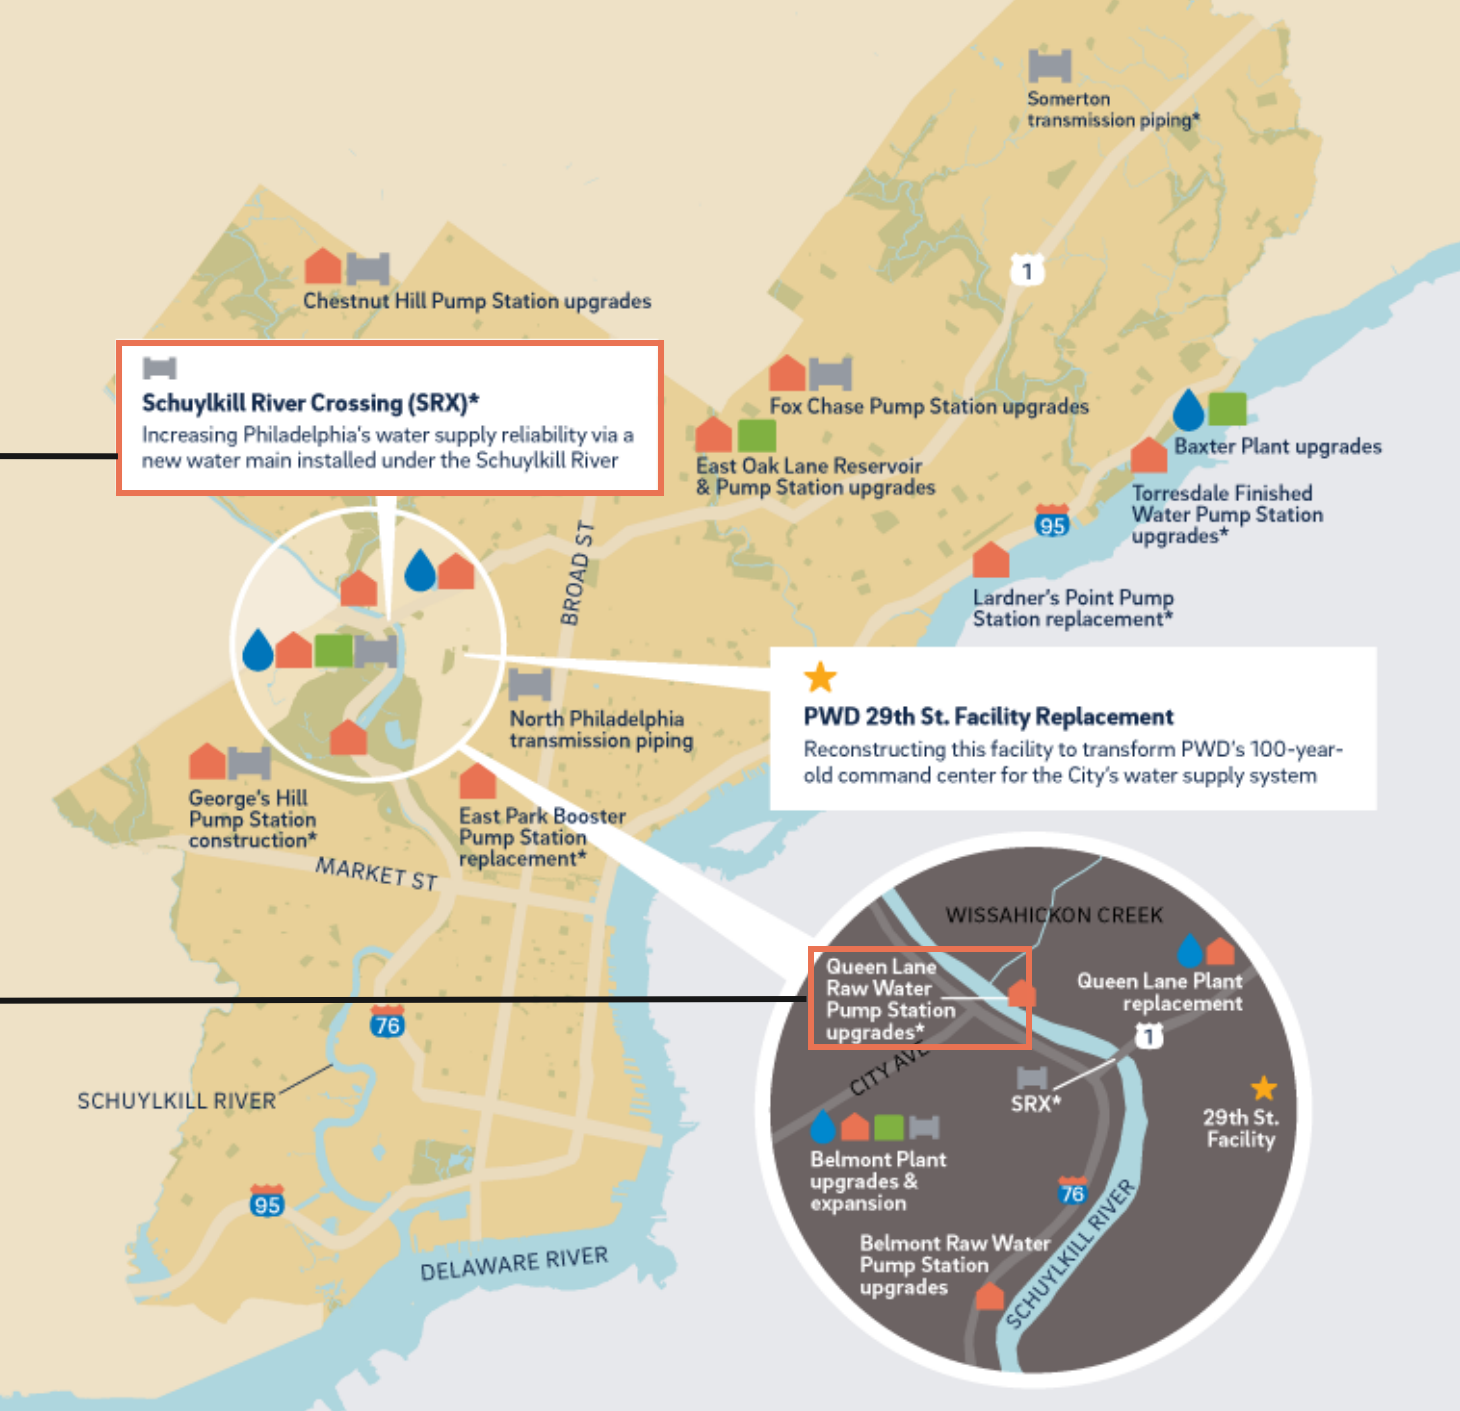 Somerton
transmission piping*
1
Chestnut Hill Pump Station upgrades
Schuylkill River Crossing (SRX)*
Increasing Philadelphia's water supply reliability via a
new water main installed under the Schuylkill River
Fox Chase Pump Station upgrades
East Oak Lane Reservoir
& Pump Station upgrades
Baxter Plant upgrades
Torresdale Finished
Water Pump Station
upgrades*
95
Lardner's Point Pump
Station replacement*
BROAD ST
PWD 29th St. Facility Replacement
Reconstructing this facility to transform PWD's 100-year-
old command center for the City's water supply system
North Philadelphia
transmission piping
George's Hill
Pump Station
construction*
East Park Booster
Pump Station
replacement*
MARKET ST
WISSAHICKON CREEK
Queen Lane
Raw Water
Pump Station
upgrades*
Queen Lane Plant
replacement
1
CITY AVE
SRX*
29th St.
Facility
Belmont Plant
upgrades &
expansion
76
Belmont Raw Water
Pump Station
upgrades
SCHUYLKILL RIVER
76
SCHUYLKILL RIVER
95
DELAWARE RIVER